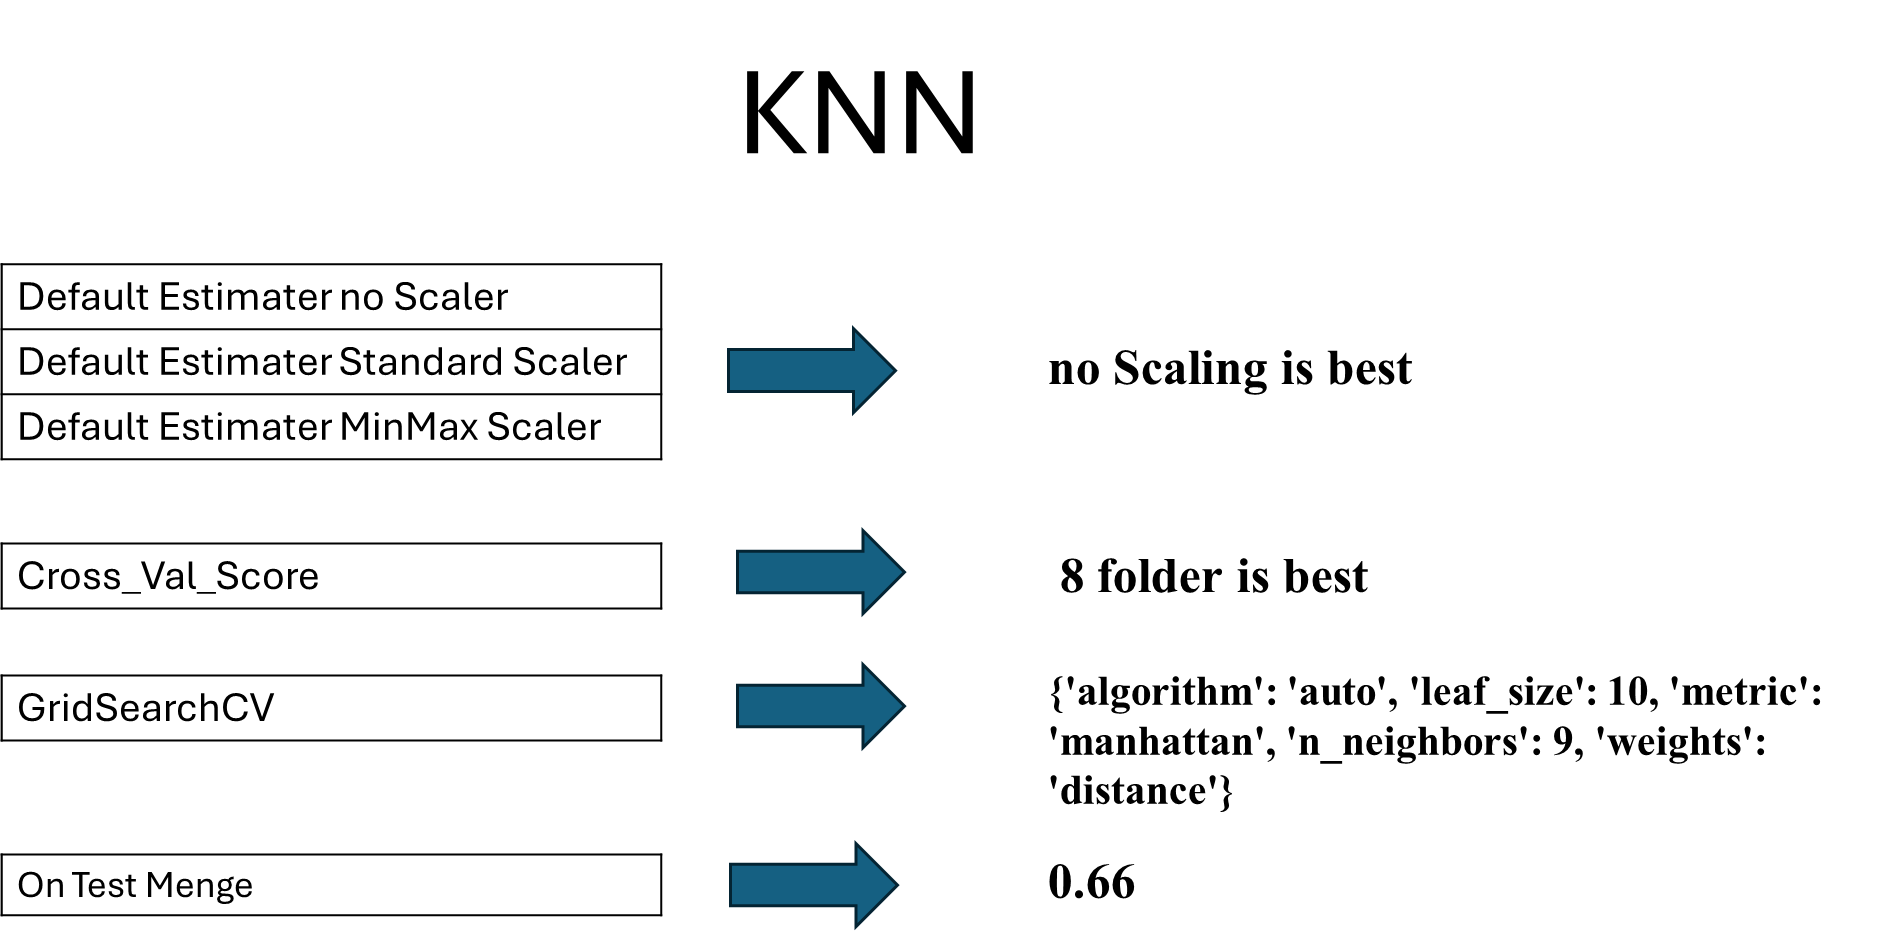 KNN
Default Estimater no Scaler
Default Estimater Standard Scaler
no Scaling is best
Default Estimater MinMax Scaler
Cross_Val_Score
8 folder is best
GridSearchCV
{'algorithm': 'auto', 'leaf_size': 10, 'metric':
'manhattan', 'n_neighbors': 9, 'weights':
'distance'}
On Test Menge
0.66